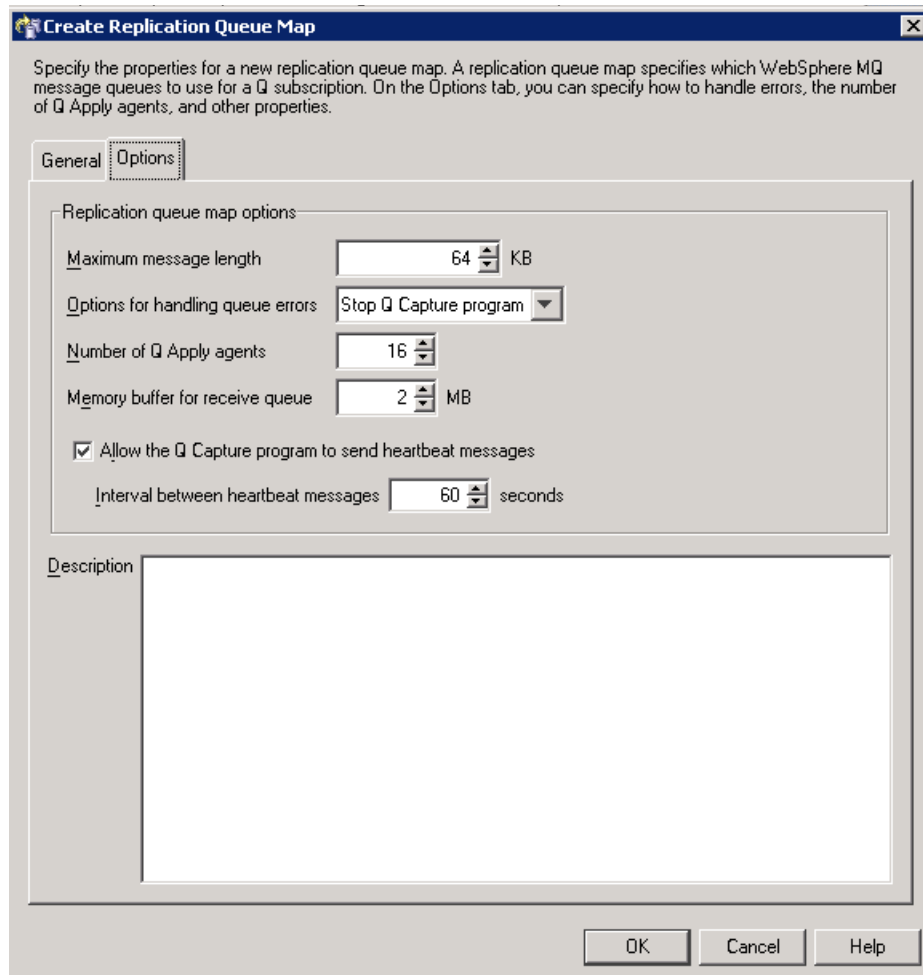 Create Replication Queue Map
Specify the properties for a new replication queue map. A replication queue map specifies which WebSphere MQ
message queues to use for a Q subscription. On the Options tab, you can specify how to handle errors, the number
of Q Apply agents, and other properties.
General Options
Replication queue map options
Maximum message length 64 KB
Options for handling queue errors Stop Q Capture program
Number of Q Apply agents 16
Memory buffer for receive queue 2 MB
Allow the Q Capture program to send heartbeat messages
Interval between heartbeat messages 60 seconds
Description
OK Cancel Help